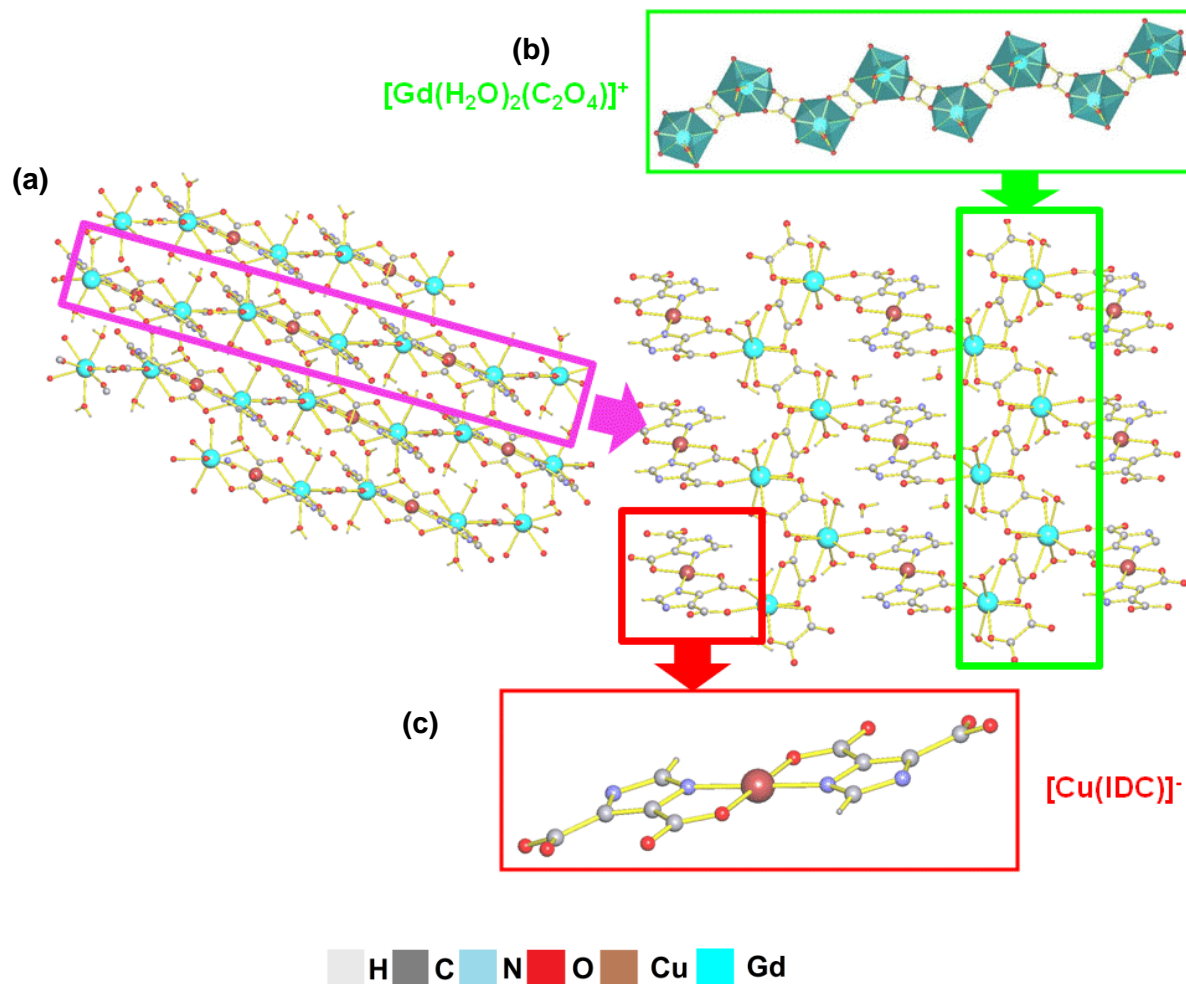 (b)
[Gd(H₂O)₂(C₂O₄)]⁺
(a)
(c)
[Cu(IDC)]⁻
H C N O Cu Gd